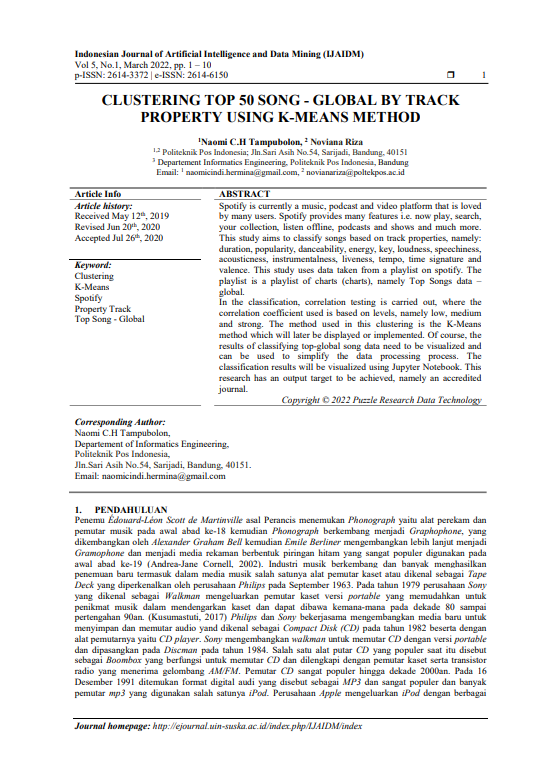 Indonesian Journal of Artificial Intelligence and Data Mining (IJAIDM)
Vol 5, No.1, March 2022, pp. 1 – 10
p-ISSN: 2614-3372 | e-ISSN: 2614-6150 ❒ 1
CLUSTERING TOP 50 SONG - GLOBAL BY TRACK
PROPERTY USING K-MEANS METHOD
¹Naomi C.H Tampubolon, ² Noviana Riza
¹,² Politeknik Pos Indonesia; Jln.Sari Asih No.54, Sarijadi, Bandung, 40151
³ Departement Informatics Engineering, Politeknik Pos Indonesia, Bandung
Email: ¹ naomicindi.hermina@gmail.com, ² novianariza@poltekpos.ac.id
Article Info
Article history:
Received May 12th, 2019
Revised Jun 20th, 2020
Accepted Jul 26th, 2020
Keyword:
Clustering
K-Means
Spotify
Property Track
Top Song - Global
ABSTRACT
Spotify is currently a music, podcast and video platform that is loved
by many users. Spotify provides many features i.e. now play, search,
your collection, listen offline, podcasts and shows and much more.
This study aims to classify songs based on track properties, namely:
duration, popularity, danceability, energy, key, loudness, speechiness,
acousticness, instrumentalness, liveness, tempo, time signature and
valence. This study uses data taken from a playlist on spotify. The
playlist is a playlist of charts (charts), namely Top Songs data –
global.
In the classification, correlation testing is carried out, where the
correlation coefficient used is based on levels, namely low, medium
and strong. The method used in this clustering is the K-Means
method which will later be displayed or implemented. Of course, the
results of classifying top-global song data need to be visualized and
can be used to simplify the data processing process. The
classification results will be visualized using Jupyter Notebook. This
research has an output target to be achieved, namely an accredited
journal.
Copyright © 2022 Puzzle Research Data Technology
Corresponding Author:
Naomi C.H Tampubolon,
Departement of Informatics Engineering,
Politeknik Pos Indonesia,
Jln.Sari Asih No.54, Sarijadi, Bandung, 40151.
Email: naomicindi.hermina@gmail.com
1. PENDAHULUAN
Penemu Édouard-Léon Scott de Martinville asal Perancis menemukan Phonograph yaitu alat perekam dan
pemutar musik pada awal abad ke-18 kemudian Phonograph berkembang menjadi Graphophone, yang
dikembangkan oleh Alexander Graham Bell kemudian Emile Berliner mengembangkan lebih lanjut menjadi
Gramophone dan menjadi media rekaman berbentuk piringan hitam yang sangat populer digunakan pada
awal abad ke-19 (Andrea-Jane Cornell, 2002). Industri musik berkembang dan banyak menghasilkan
penemuan baru termasuk dalam media musik salah satunya alat pemutar kaset atau dikenal sebagai Tape
Deck yang diperkenalkan oleh perusahaan Philips pada September 1963. Pada tahun 1979 perusahaan Sony
yang dikenal sebagai Walkman mengeluarkan pemutar kaset versi portable yang memudahkan untuk
penikmat musik dalam mendengarkan kaset dan dapat dibawa kemana-mana pada dekade 80 sampai
pertengahan 90an. (Kusumastuti, 2017) Philips dan Sony bekerjasama mengembangkan media baru untuk
menyimpan dan memutar audio yang dikenal sebagai Compact Disk (CD) pada tahun 1982 beserta dengan
alat pemutarnya yaitu CD player. Sony mengembangkan walkman untuk memutar CD dengan versi portable
dan dipasangkan pada Discman pada tahun 1984. Salah satu alat putar CD yang populer saat itu disebut
sebagai Boombox yang berfungsi untuk memutar CD dan dilengkapi dengan pemutar kaset serta transistor
radio yang menerima gelombang AM/FM. Pemutar CD sangat populer hingga dekade 2000an. Pada 16
Desember 1991 ditemukan format digital audi yang disebut sebagai MP3 dan sangat populer dan banyak
pemutar mp3 yang digunakan salah satunya iPod. Perusahaan Apple mengeluarkan iPod dengan berbagai
Journal homepage: http://ejournal.uin-suska.ac.id/index.php/IJAIDM/index